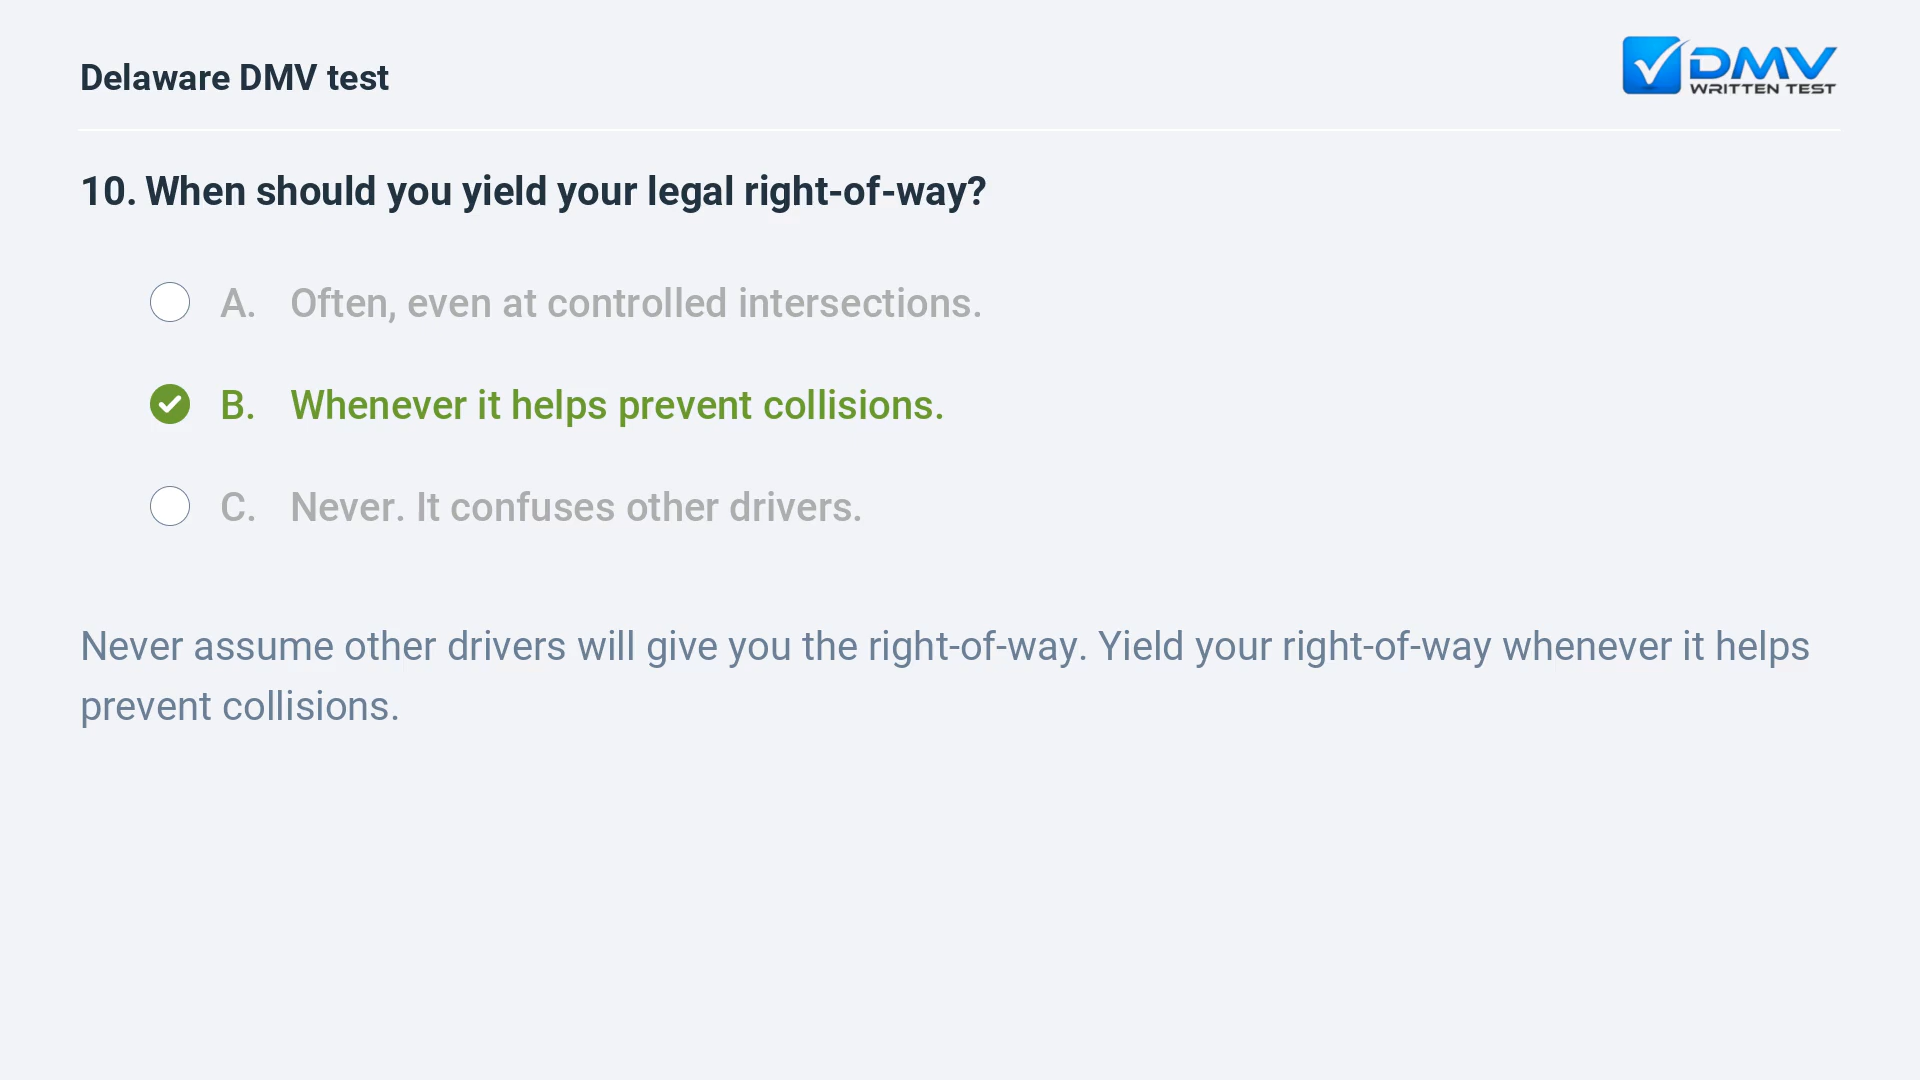 Delaware DMV test
DMV
WRITTEN TEST
10. When should you yield your legal right-of-way?
A. Often, even at controlled intersections.
B. Whenever it helps prevent collisions.
C. Never. It confuses other drivers.
Never assume other drivers will give you the right-of-way. Yield your right-of-way whenever it helps
prevent collisions.